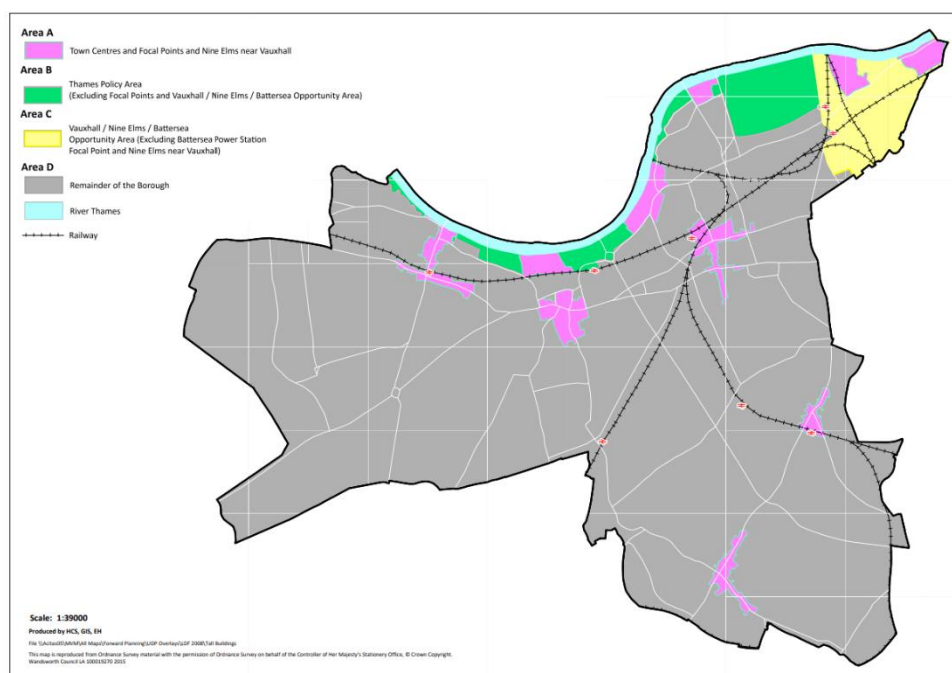 Area A
Town Centres and Focal Points and Nine Elms near Vauxhall
Area B
Thames Policy Area
(Excluding Focal Points and Vauxhall / Nine Elms / Battersea Opportunity Area)
Area C
Vauxhall / Nine Elms / Battersea
Opportunity Area (Excluding Battersea Power Station
Focal Point and Nine Elms near Vauxhall)
Area D
Remainder of the Borough
River Thames
Railway
Scale: 1:39000
Produced by HCS, GIS, EH
This map is reproduced from Ordnance Survey material with the permission of Ordnance Survey on behalf of the Controller of Her Majesty's Stationery Office, © Crown Copyright.
Wandsworth Council LA 100019270 2015